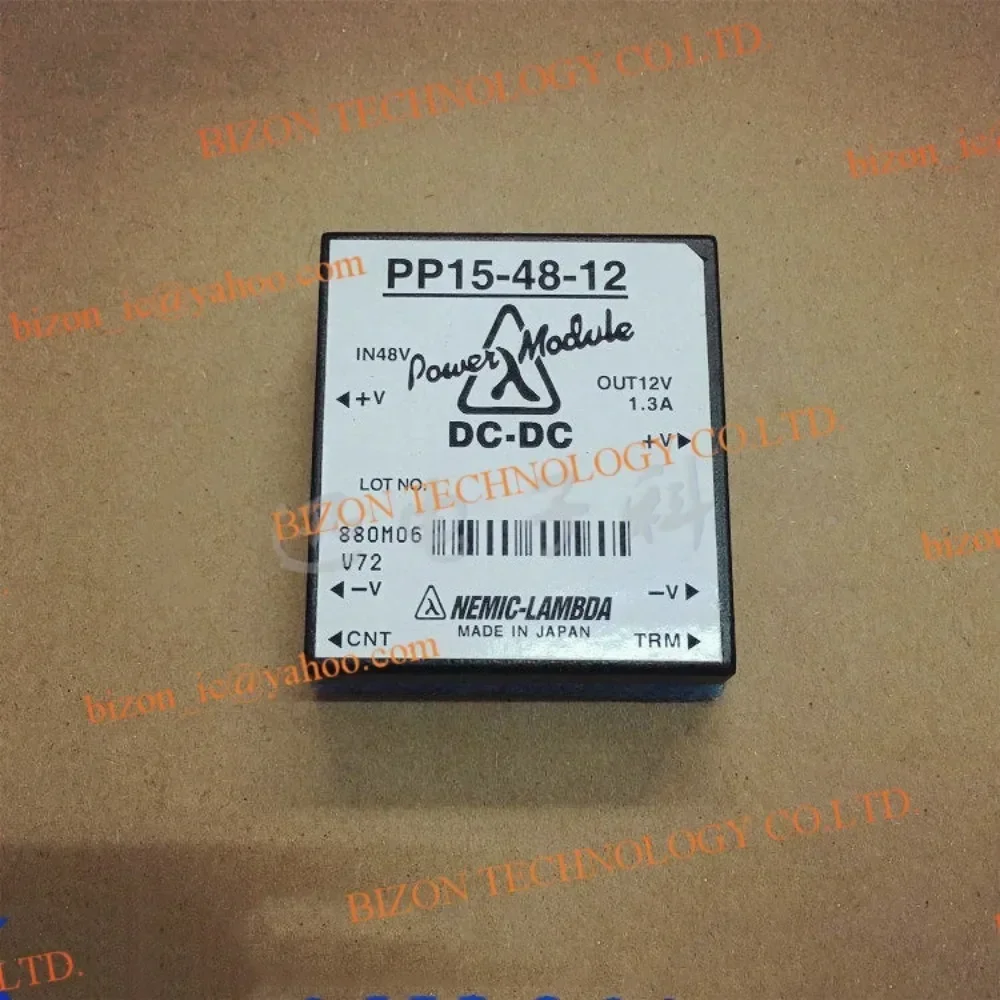 BIZON TECHNOLOGY CO.LTD.
bizon_ic@yahoo.com
PP15-48-12
Power Module
λ
IN48V
OUT12V
1.3A
◀+V
+V▶
DC-DC
BIZON TECHNOLOGY CO.LTD.
LOT NO.
880M06
V72
◀-V
-V▶
λ NEMIC-LAMBDA
MADE IN JAPAN
◀CNT
TRM▶
bizon_ic@yahoo.com
BIZON TECHNOLOGY CO.LTD.
bizon_ic
bizon
LTD.